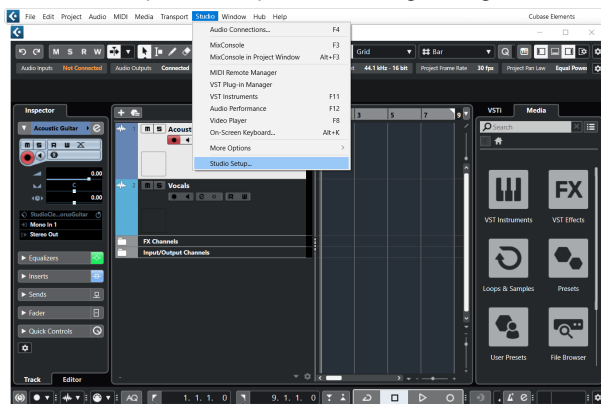 File Edit Project Audio MIDI Media Transport Studio Window Hub Help Cubase Elements
Audio Connections... F4
MixConsole F3
MixConsole in Project Window Alt+F3
MIDI Remote Manager
VST Plug-in Manager
VST Instruments F11
Audio Performance F12
Video Player F8
On-Screen Keyboard... Alt+K
More Options
Studio Setup...
M S R W Grid Bar
Audio Inputs Not Connected Audio Outputs Connected 44.1 kHz - 16 bit Project Frame Rate 30 fps Project Pan Law Equal Power
Inspector
Acoustic Guitar
M S R W
0.00
C
0.00
Mono In 1
Stereo Out
Equalizers
Inserts
Sends
Fader
Quick Controls
Track Editor
1 M S Acoust
2 M S Vocals
R W
FX Channels
Input/Output Channels
3 5 7 9
VSTi Media
Search
VST Instruments
FX
VST Effects
Loops & Samples
Presets
User Presets
File Browser
AQ 1. 1. 1. 0 9. 1. 1. 0